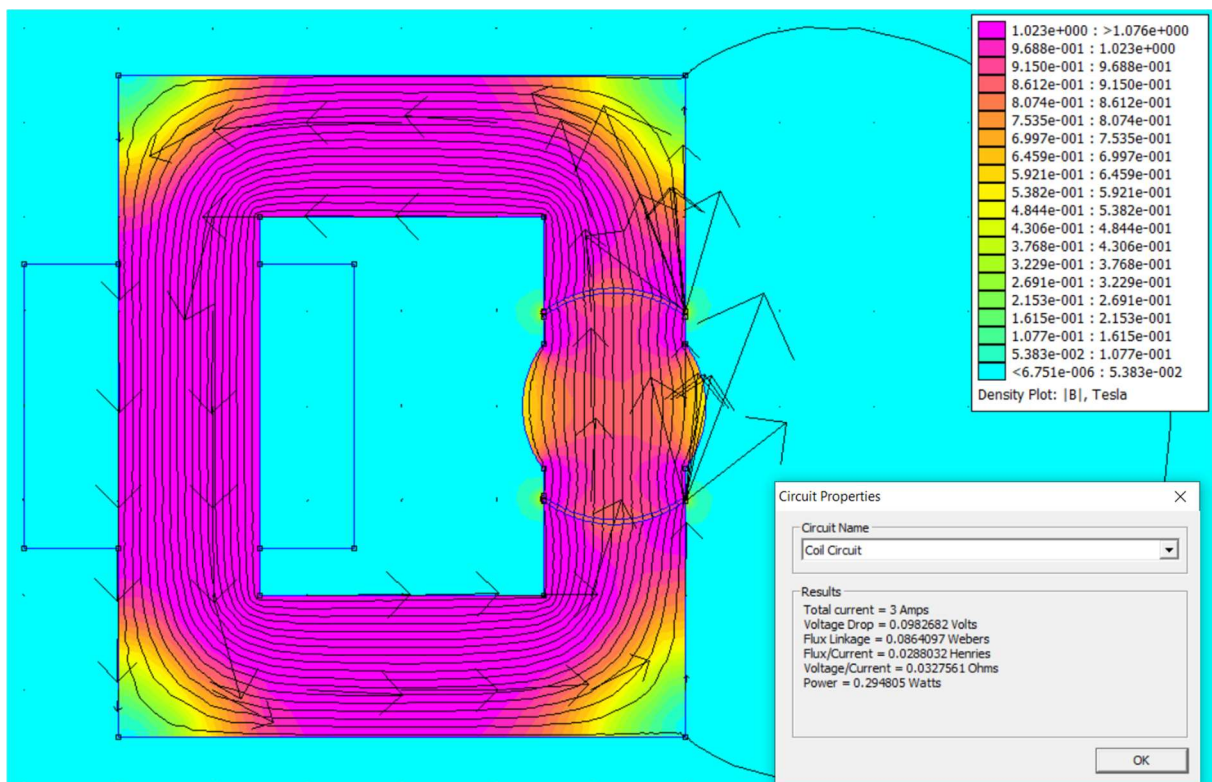 1.023e+000 : >1.076e+000
9.688e-001 : 1.023e+000
9.150e-001 : 9.688e-001
8.612e-001 : 9.150e-001
8.074e-001 : 8.612e-001
7.535e-001 : 8.074e-001
6.997e-001 : 7.535e-001
6.459e-001 : 6.997e-001
5.921e-001 : 6.459e-001
5.382e-001 : 5.921e-001
4.844e-001 : 5.382e-001
4.306e-001 : 4.844e-001
3.768e-001 : 4.306e-001
3.229e-001 : 3.768e-001
2.691e-001 : 3.229e-001
2.153e-001 : 2.691e-001
1.615e-001 : 2.153e-001
1.077e-001 : 1.615e-001
5.383e-002 : 1.077e-001
<6.751e-006 : 5.383e-002
Density Plot: |B|, Tesla
Circuit Properties
Circuit Name
Coil Circuit
Results
Total current = 3 Amps
Voltage Drop = 0.0982682 Volts
Flux Linkage = 0.0864097 Webers
Flux/Current = 0.0288032 Henries
Voltage/Current = 0.0327561 Ohms
Power = 0.294805 Watts
OK